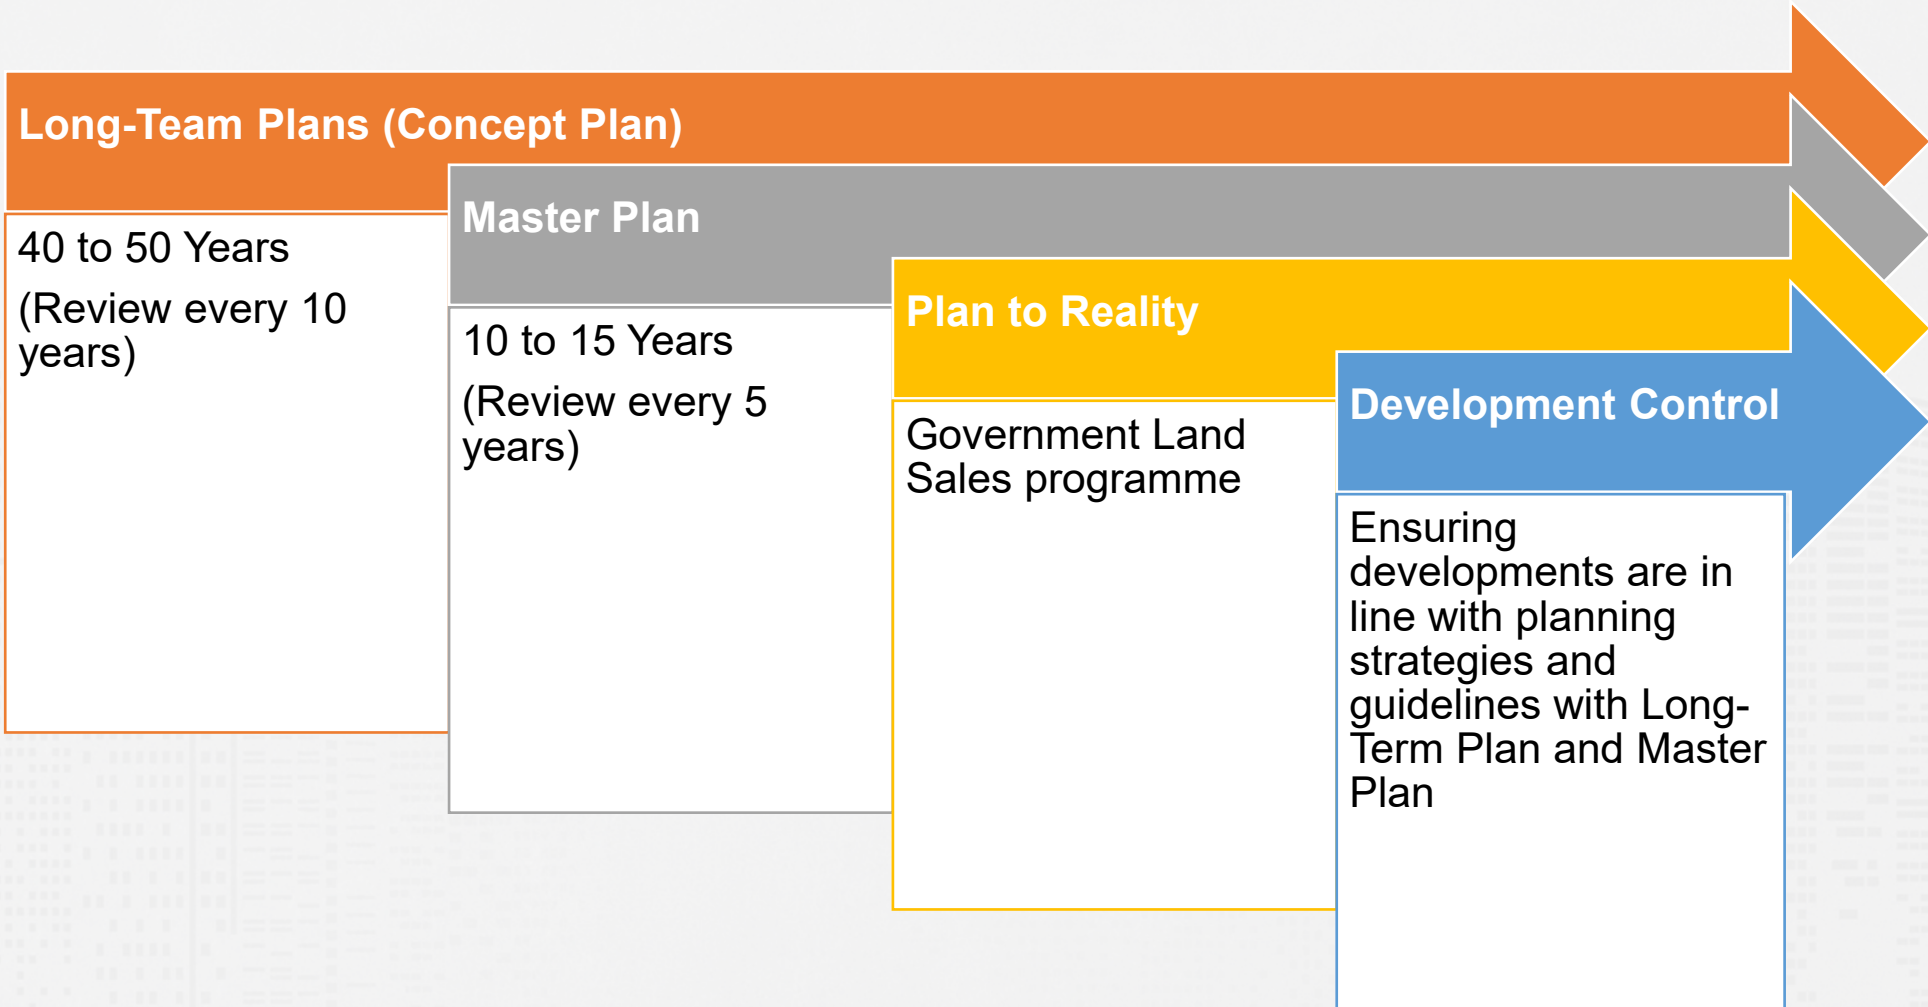 Long-Team Plans (Concept Plan)
40 to 50 Years
(Review every 10
years)
Master Plan
10 to 15 Years
(Review every 5
years)
Plan to Reality
Government Land
Sales programme
Development Control
Ensuring
developments are in
line with planning
strategies and
guidelines with Long-
Term Plan and Master
Plan